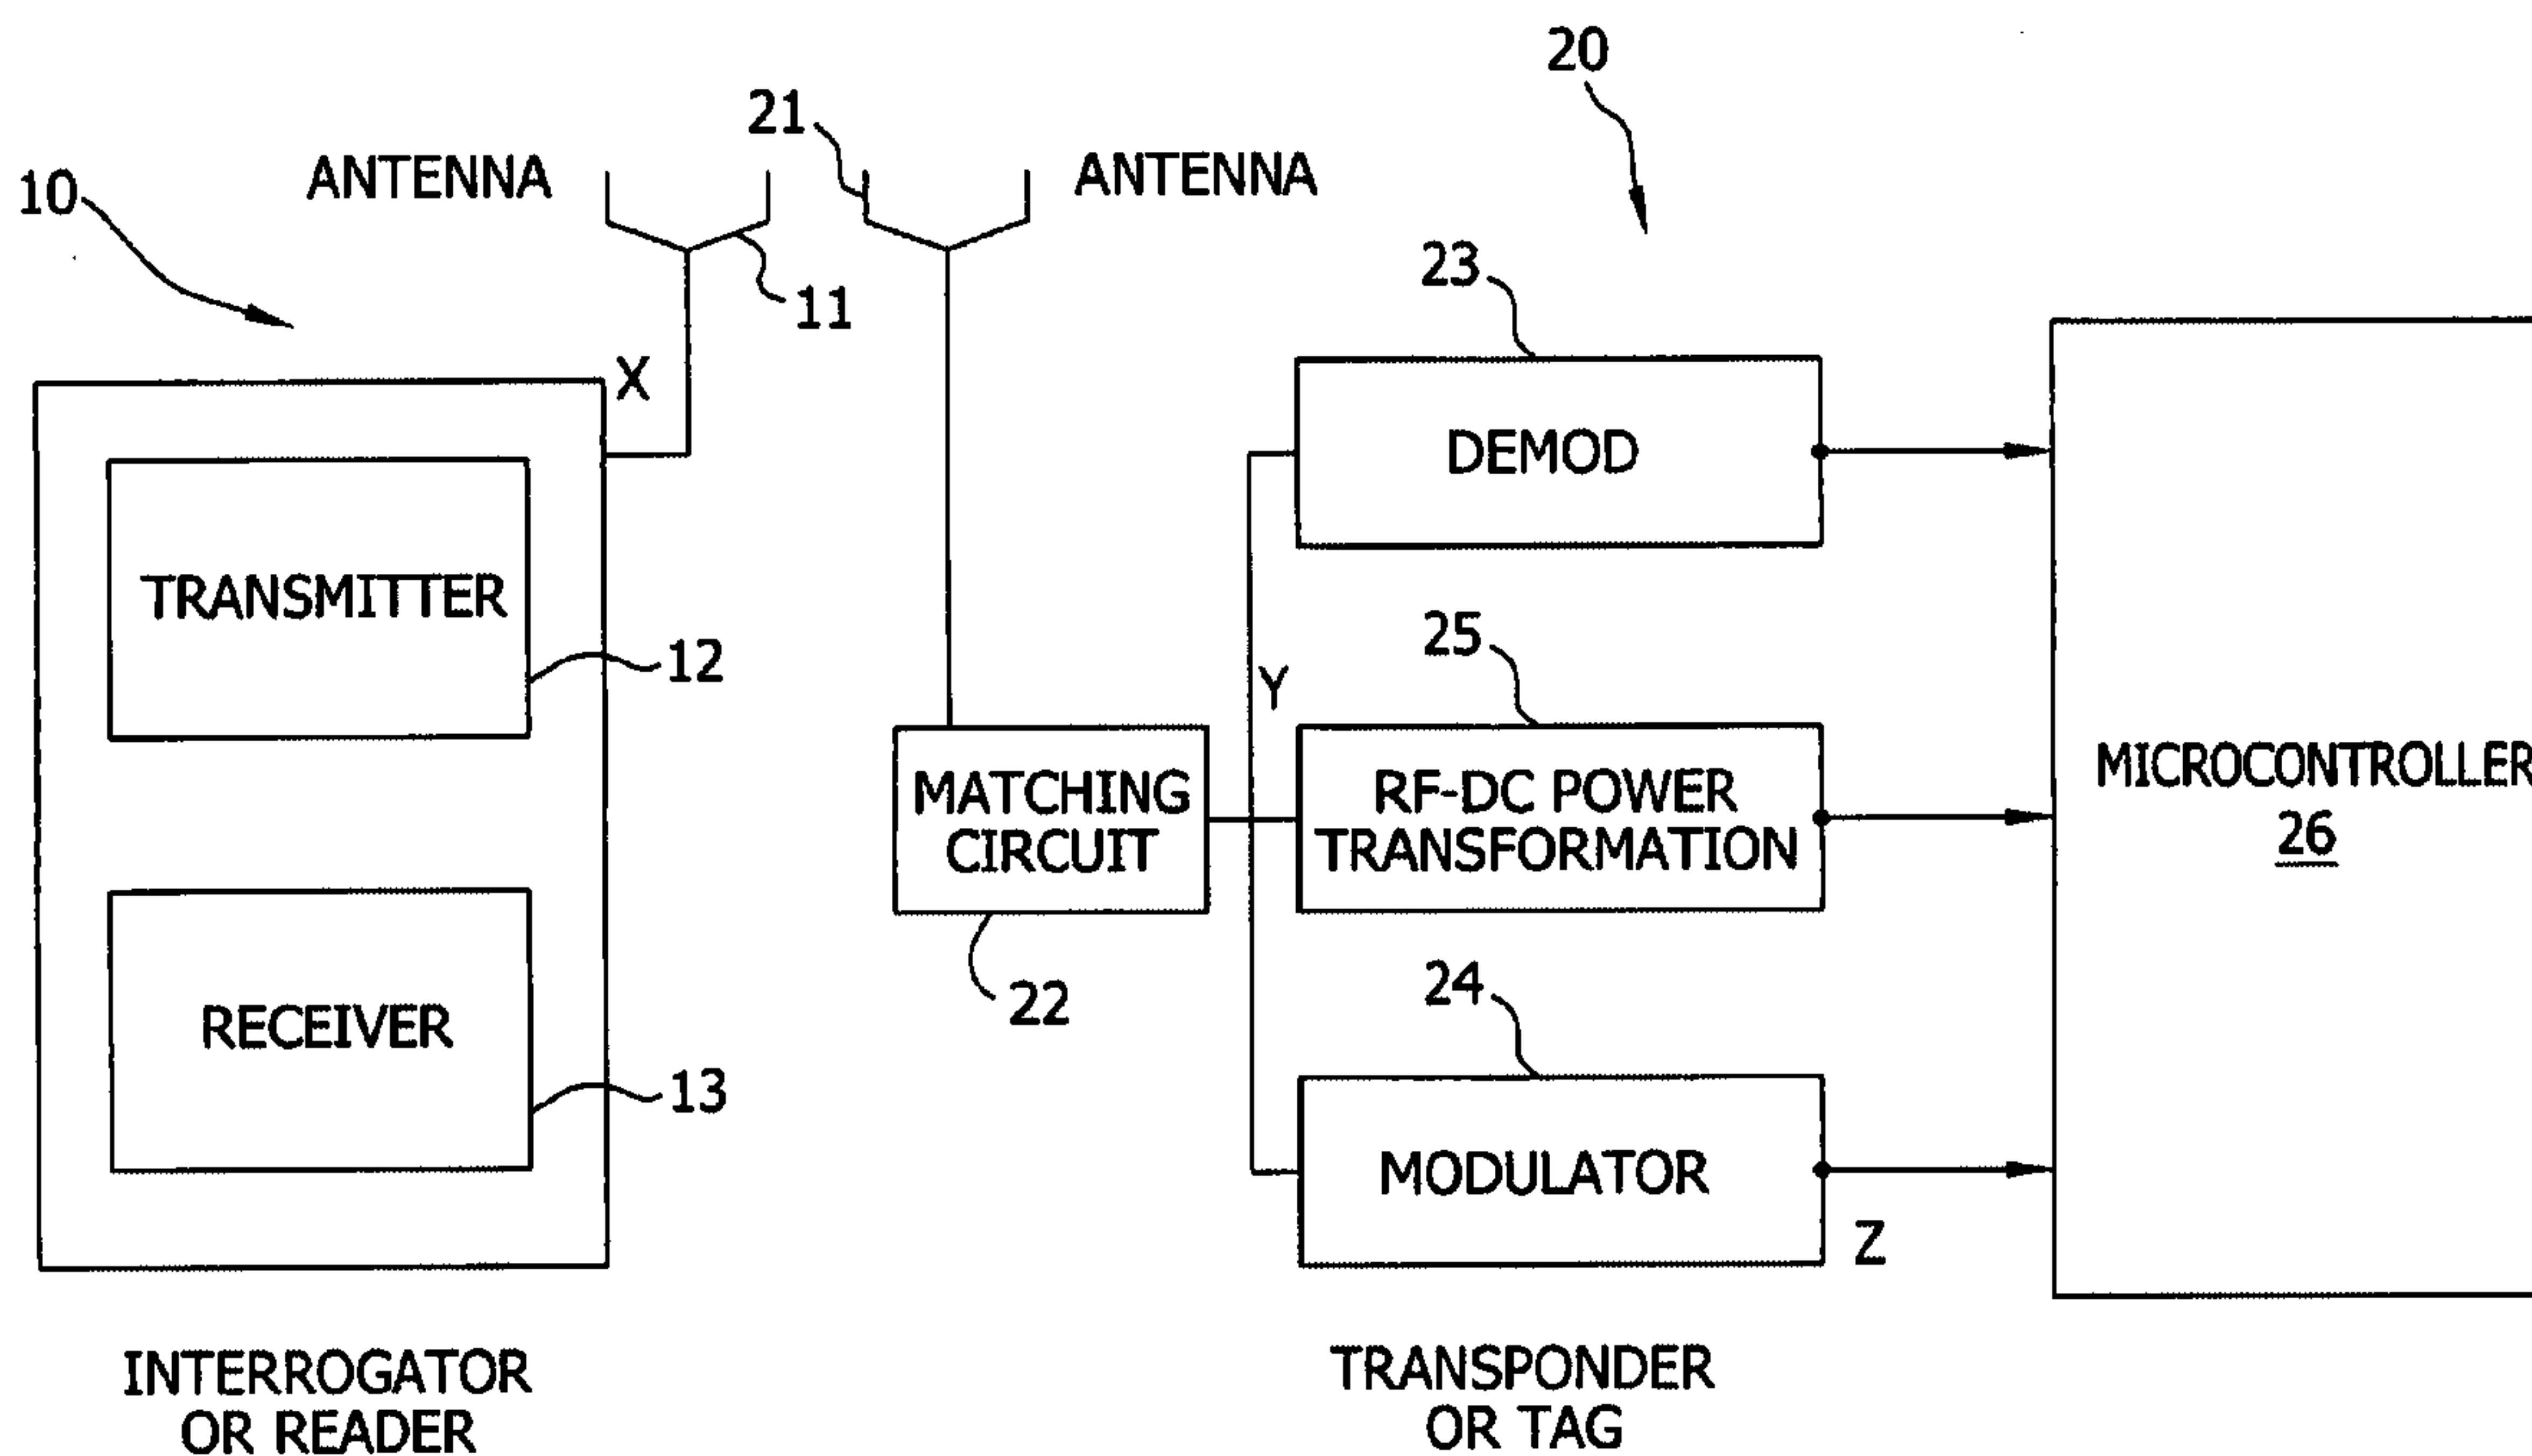 20
21
ANTENNA
ANTENNA
10
11
23
X
DEMOD
TRANSMITTER
12
25
Y
MATCHING
CIRCUIT
RF-DC POWER
TRANSFORMATION
MICROCONTROLLER
26
22
24
RECEIVER
13
MODULATOR
Z
INTERROGATOR
OR READER
TRANSPONDER
OR TAG